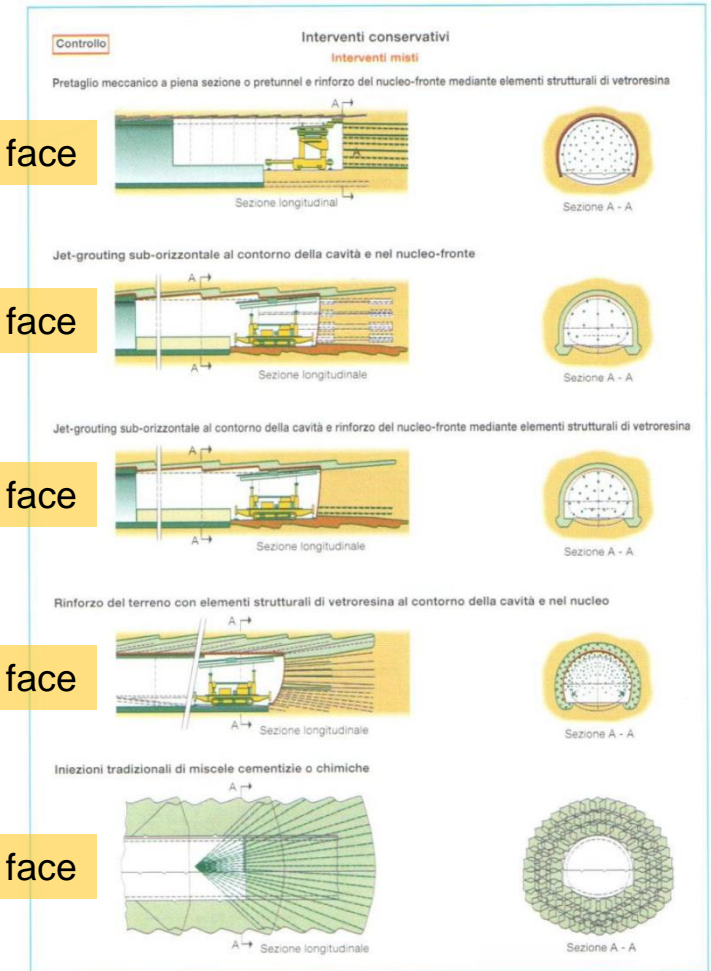 Controllo
Interventi conservativi
Interventi misti
Pretaglio meccanico a piena sezione o pretunnel e rinforzo del nucleo-fronte mediante elementi strutturali di vetroresina
face
A
A
A
Sezione longitudinal
Sezione A - A
Jet-grouting sub-orizzontale al contorno della cavità e nel nucleo-fronte
face
A
A
Sezione longitudinale
Sezione A - A
Jet-grouting sub-orizzontale al contorno della cavità e rinforzo del nucleo-fronte mediante elementi strutturali di vetroresina
face
A
A
Sezione longitudinale
Sezione A - A
Rinforzo del terreno con elementi strutturali di vetroresina al contorno della cavità e nel nucleo
face
A
A
Sezione longitudinale
Sezione A - A
Iniezioni tradizionali di miscele cementizie o chimiche
face
A
A
Sezione longitudinale
Sezione A - A